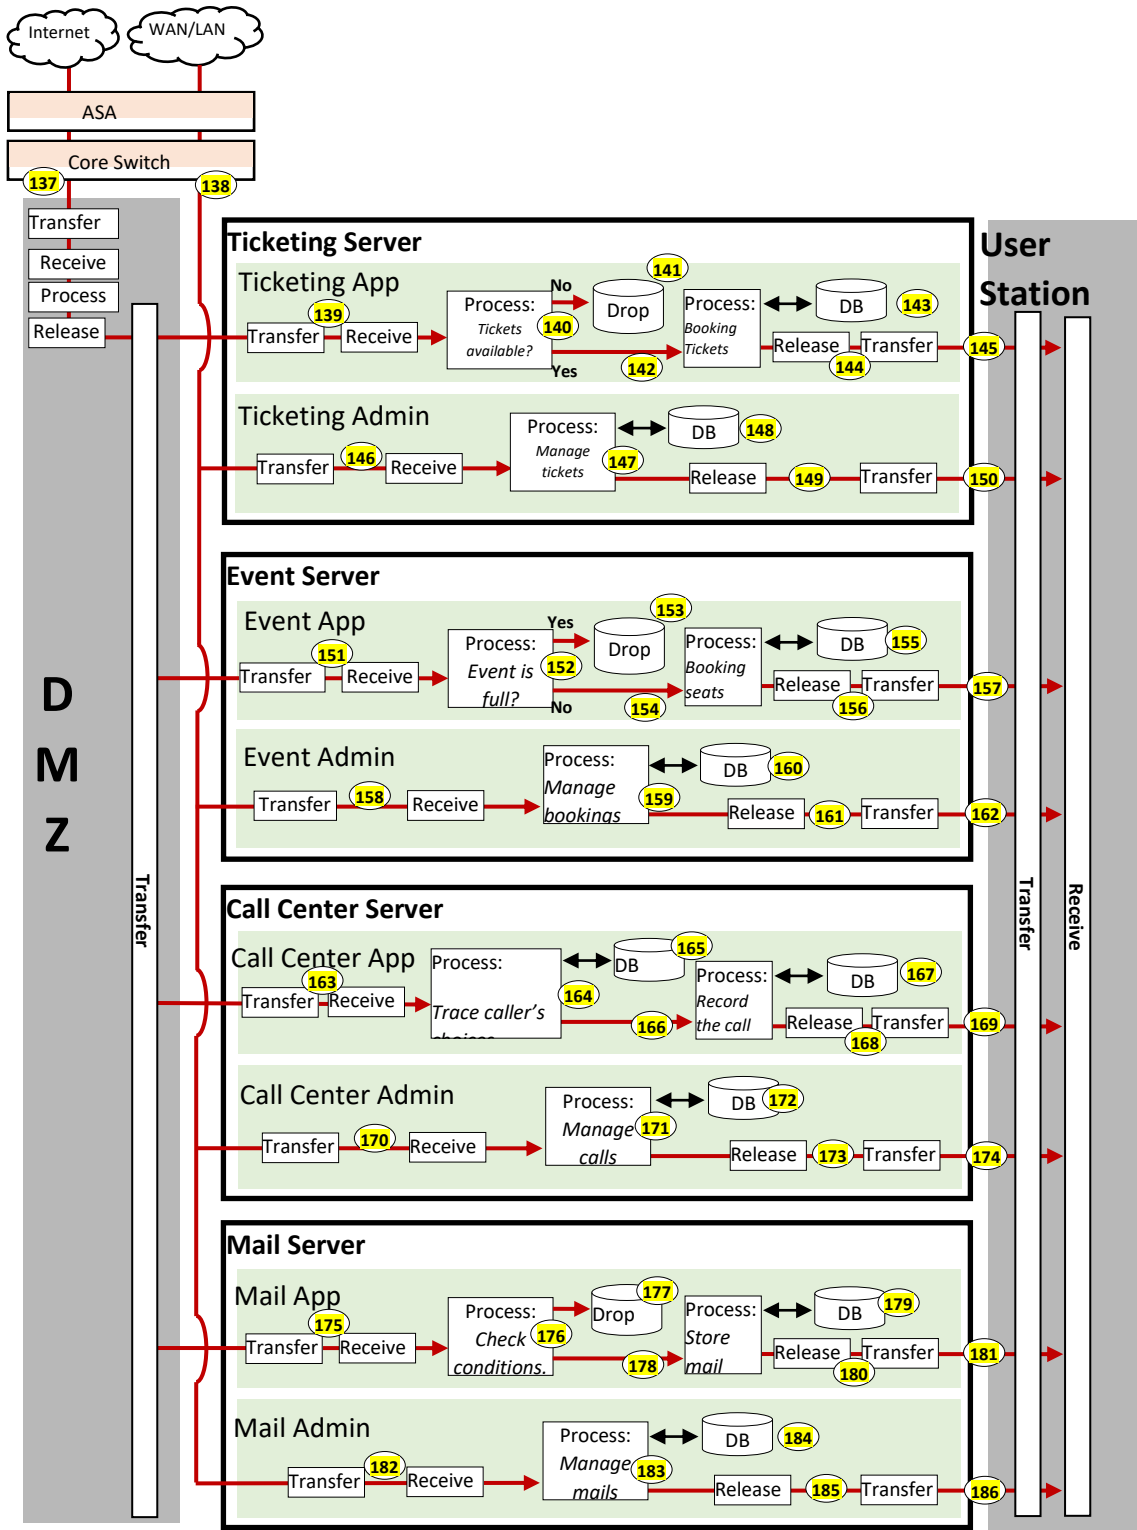 Internet
WAN/LAN
ASA
Core Switch
137
138
Transfer
Receive
Process
Release
D
M
Z
Transfer
Ticketing Server
Ticketing App
139
Transfer
Receive
Process:
Tickets
available?
No
140
Yes
141
Drop
142
Process:
Booking
Tickets
DB
143
Release
144
Transfer
145
Ticketing Admin
Transfer
146
Receive
Process:
Manage
tickets
147
DB
148
Release
149
Transfer
150
Event Server
Event App
151
Transfer
Receive
Process:
Event is
full?
Yes
152
No
153
Drop
154
Process:
Booking
seats
DB
155
Release
156
Transfer
157
Event Admin
Transfer
158
Receive
Process:
Manage
bookings
159
DB
160
Release
161
Transfer
162
Call Center Server
Call Center App
163
Transfer
Receive
Process:
Trace caller's
choices
164
DB
165
166
Process:
Record
the call
DB
167
Release
168
Transfer
169
Call Center Admin
Transfer
170
Receive
Process:
Manage
calls
171
DB
172
Release
173
Transfer
174
Mail Server
Mail App
175
Transfer
Receive
Process:
Check
conditions.
176
177
Drop
178
Process:
Store
mail
DB
179
Release
180
Transfer
181
Mail Admin
Transfer
182
Receive
Process:
Manage
mails
183
DB
184
Release
185
Transfer
186
User
Station
Transfer
Receive